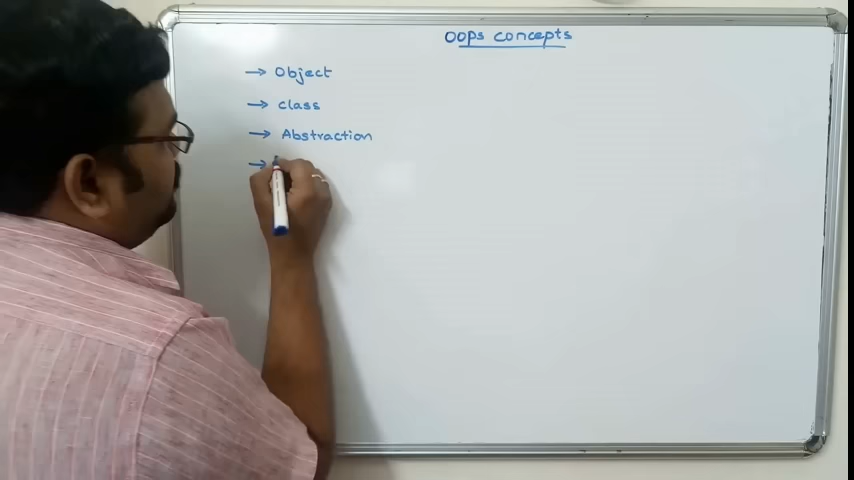 Oops concepts
→ Object
→ class
→ Abstraction
→